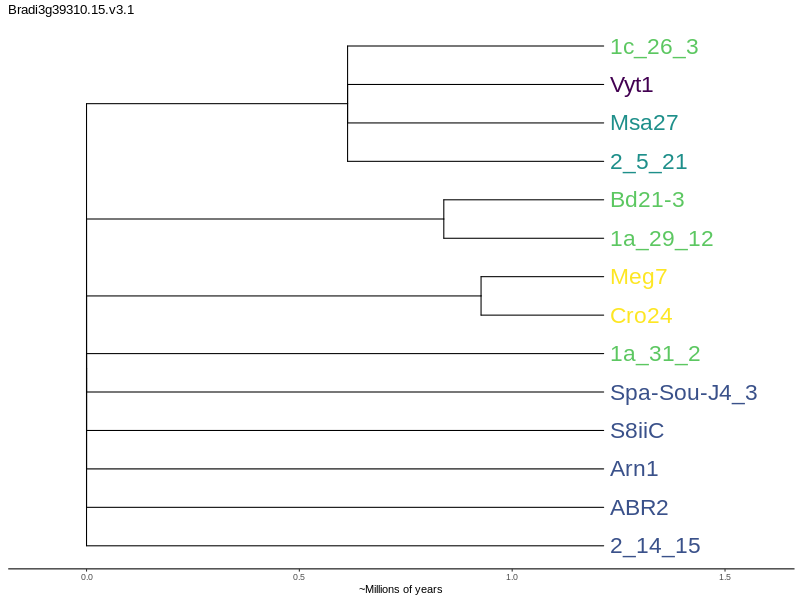 Bradi3g39310.15.v3.1
1c_26_3
Vyt1
Msa27
2_5_21
Bd21-3
1a_29_12
Meg7
Cro24
1a_31_2
Spa-Sou-J4_3
S8iiC
Arn1
ABR2
2_14_15
0.0 0.5 1.0 1.5
~Millions of years